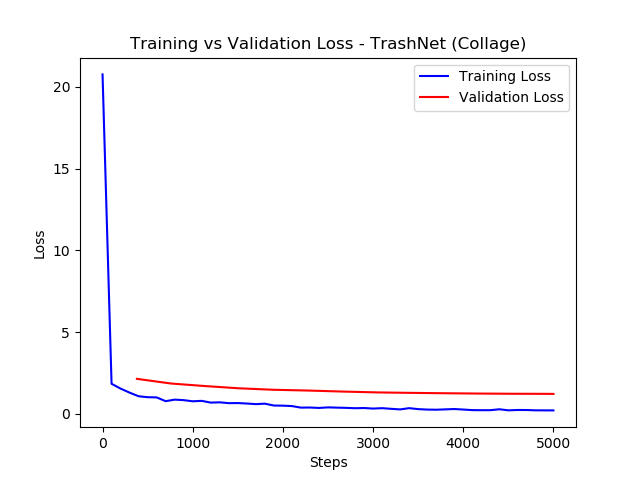 Training vs Validation Loss - TrashNet (Collage)
Training Loss
Validation Loss
20
15
10
5
0
Loss
0 1000 2000 3000 4000 5000
Steps